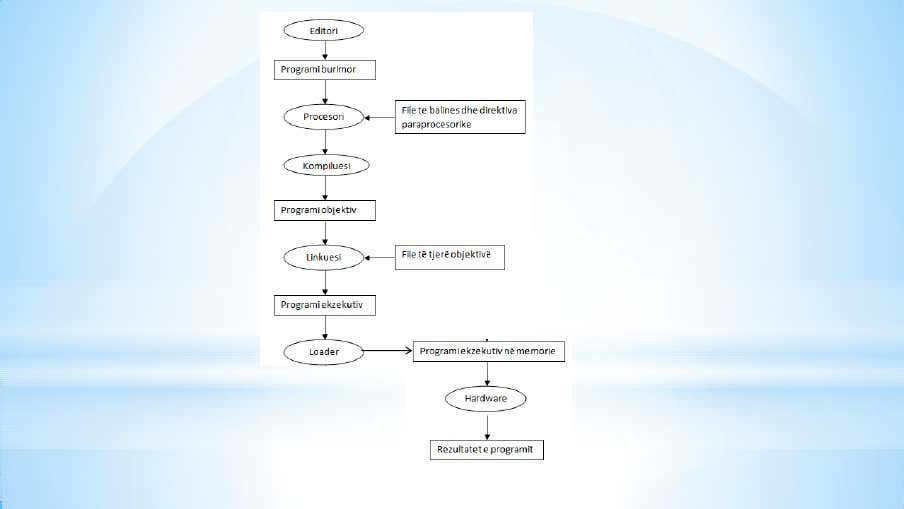 Editori
Programi burimor
Procesori
File te balines dhe direktiva
paraprocesorike
Kompiluesi
Programi objektiv
Linkuesi
File të tjerë objektivë
Programi ekzekutiv
Loader
Programi ekzekutiv në memorie
Hardware
Rezultatet e programit